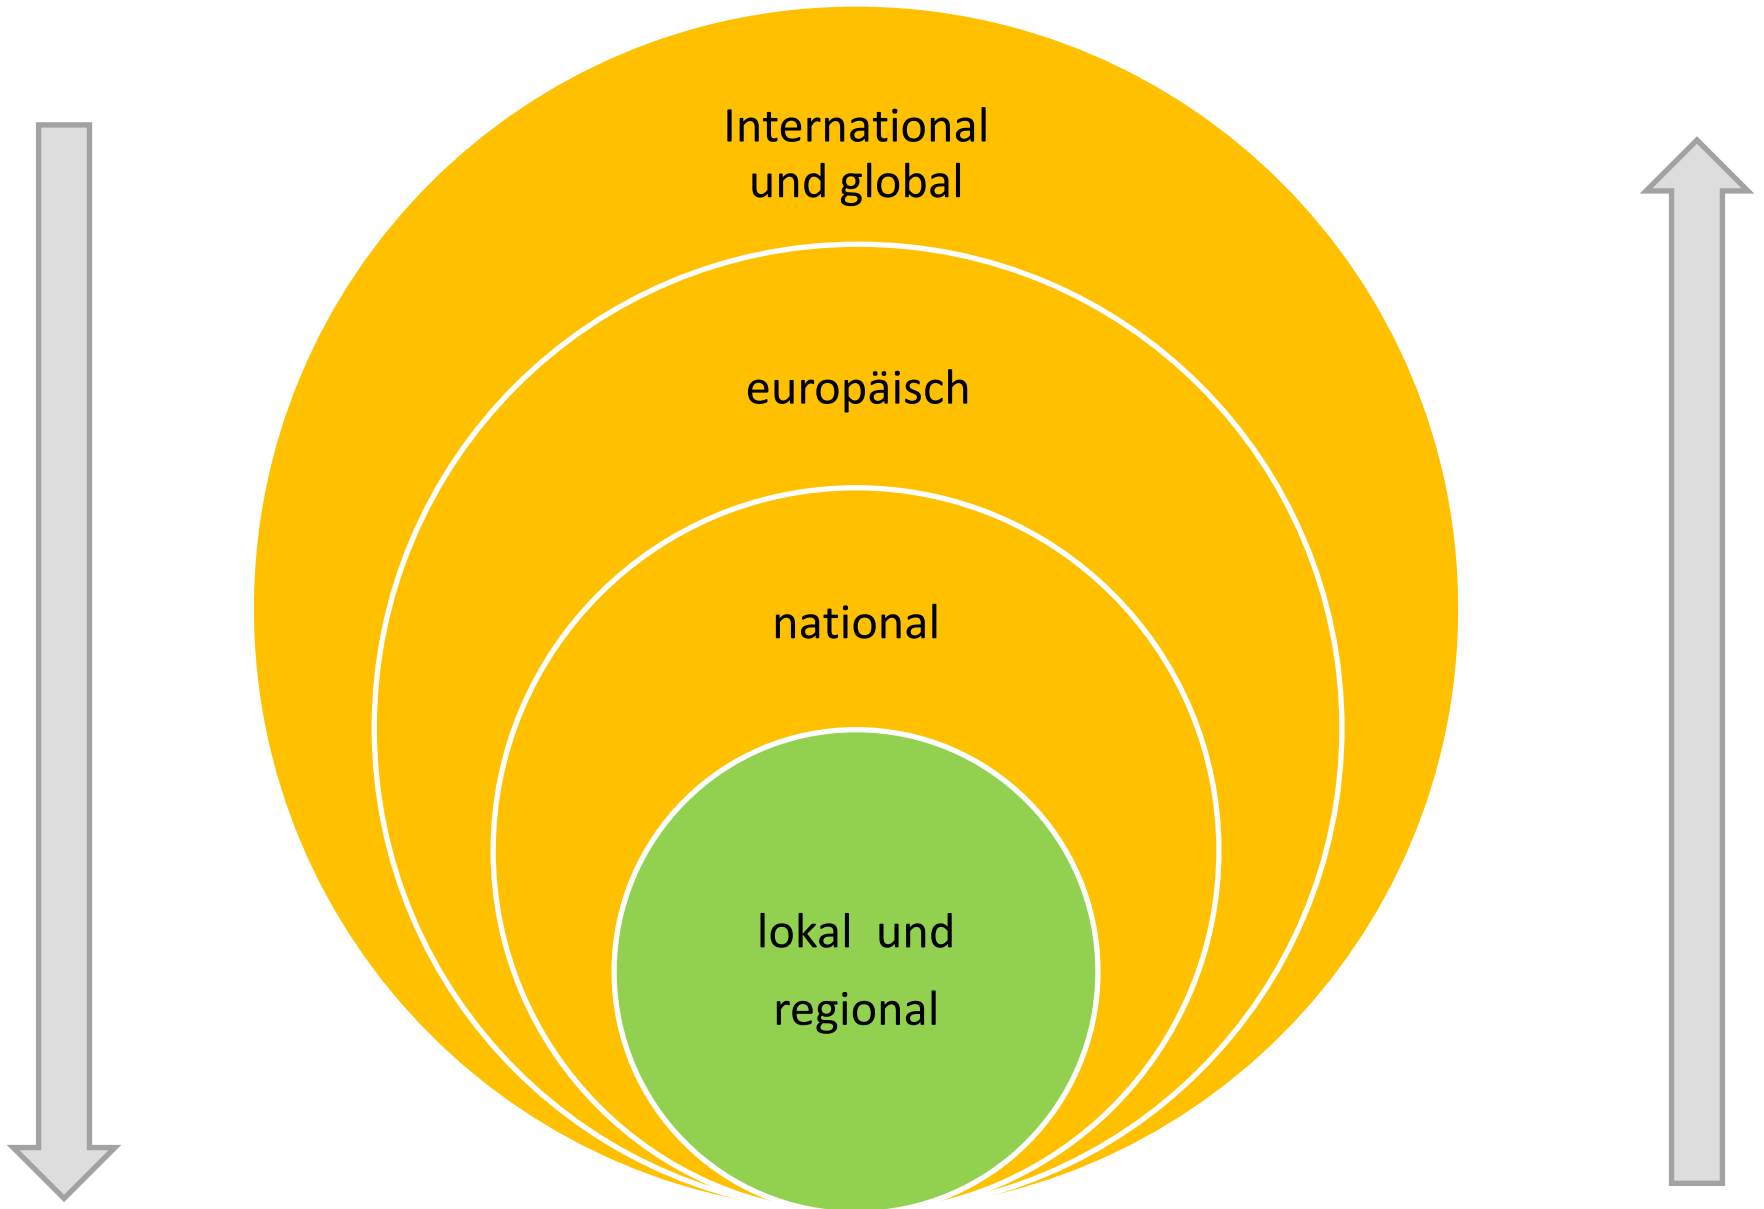 International
und global
europäisch
national
lokal und
regional